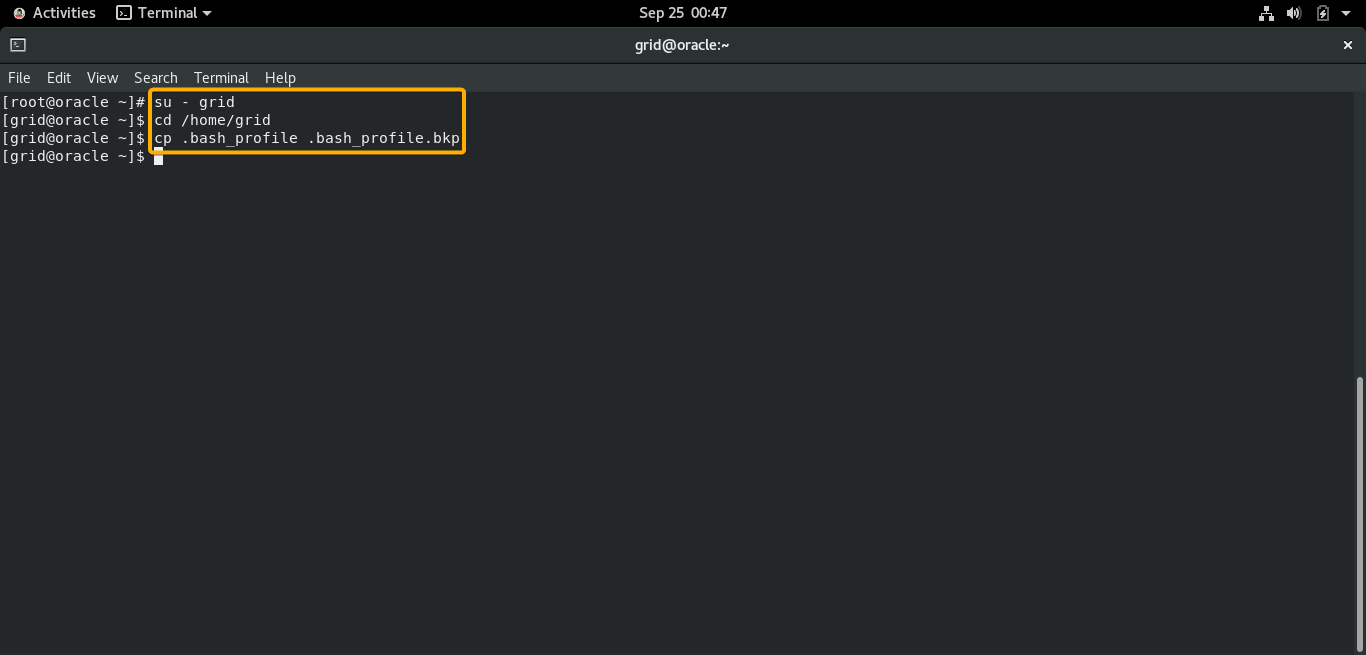 Activities Terminal Sep 25 00:47
grid@oracle:~
File Edit View Search Terminal Help
[root@oracle ~]# su - grid
[grid@oracle ~]$ cd /home/grid
[grid@oracle ~]$ cp .bash_profile .bash_profile.bkp
[grid@oracle ~]$